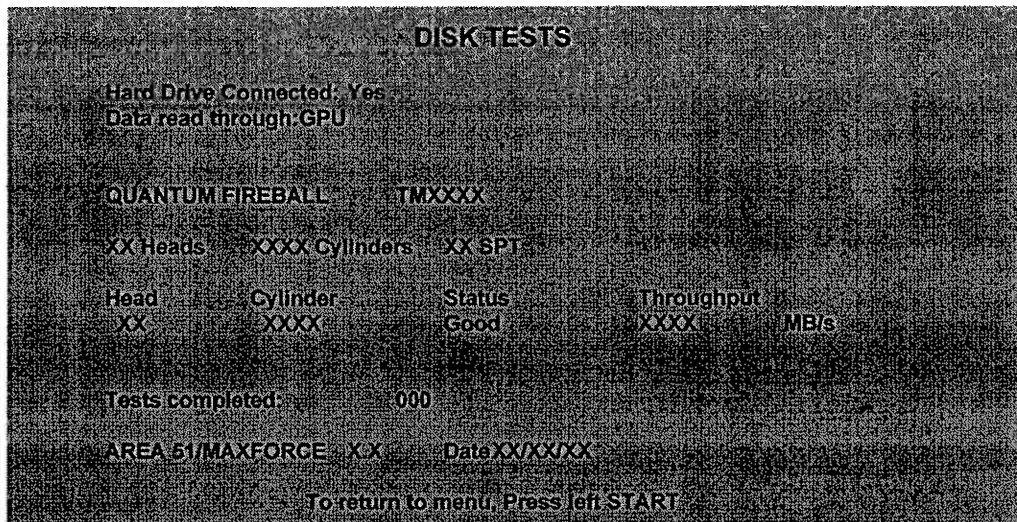 DISK TESTS
Hard Drive Connected: Yes
Data read through:GPU
QUANTUM FIREBALL TMXXXX
XX Heads XXXX Cylinders XX SPT
Head Cylinder Status Throughput
XX XXXX Good XXXX MB/s
Tests completed: 000
AREA 51/MAXFORCE X.X Date XX/XX/XX
To return to menu, Press left START